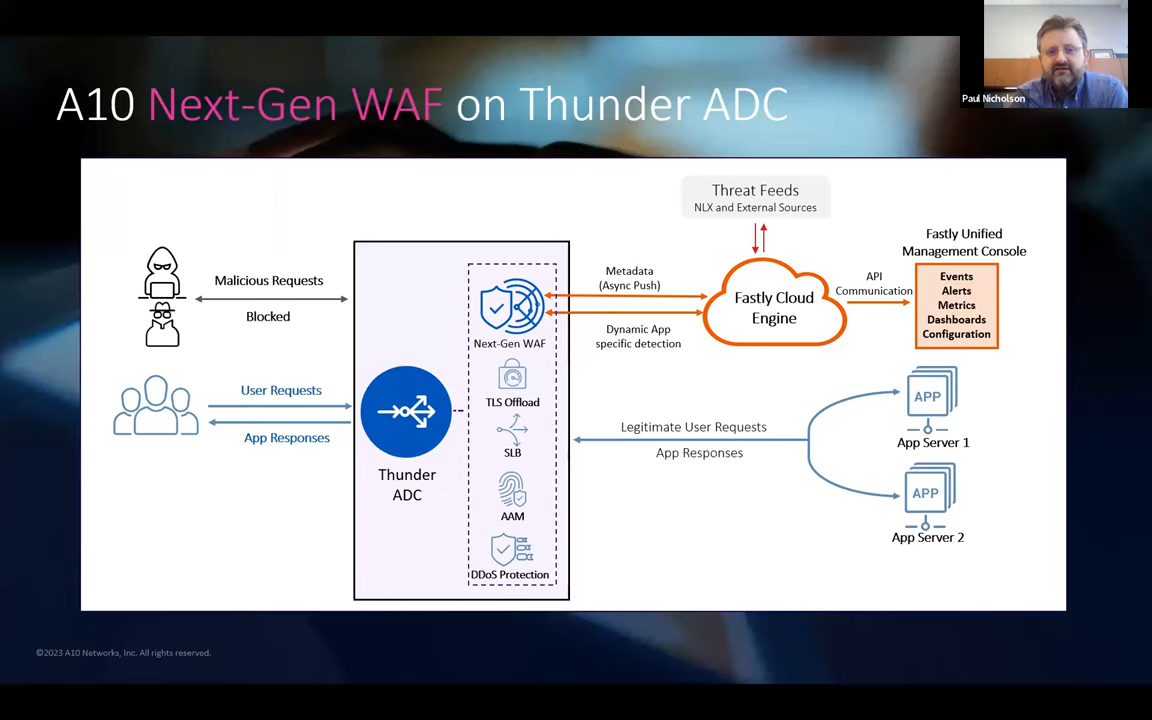 Paul Nicholson
A10 Next-Gen WAF on Thunder ADC
Threat Feeds
NLX and External Sources
Fastly Unified
Management Console
Malicious Requests
Blocked
Metadata
(Async Push)
Fastly Cloud
Engine
API
Communication
Events
Alerts
Metrics
Dashboards
Configuration
Dynamic App
specific detection
Next-Gen WAF
User Requests
App Responses
TLS Offload
SLB
AAM
DDoS Protection
Thunder
ADC
Legitimate User Requests
App Responses
APP
App Server 1
APP
App Server 2
©2023 A10 Networks, Inc. All rights reserved.